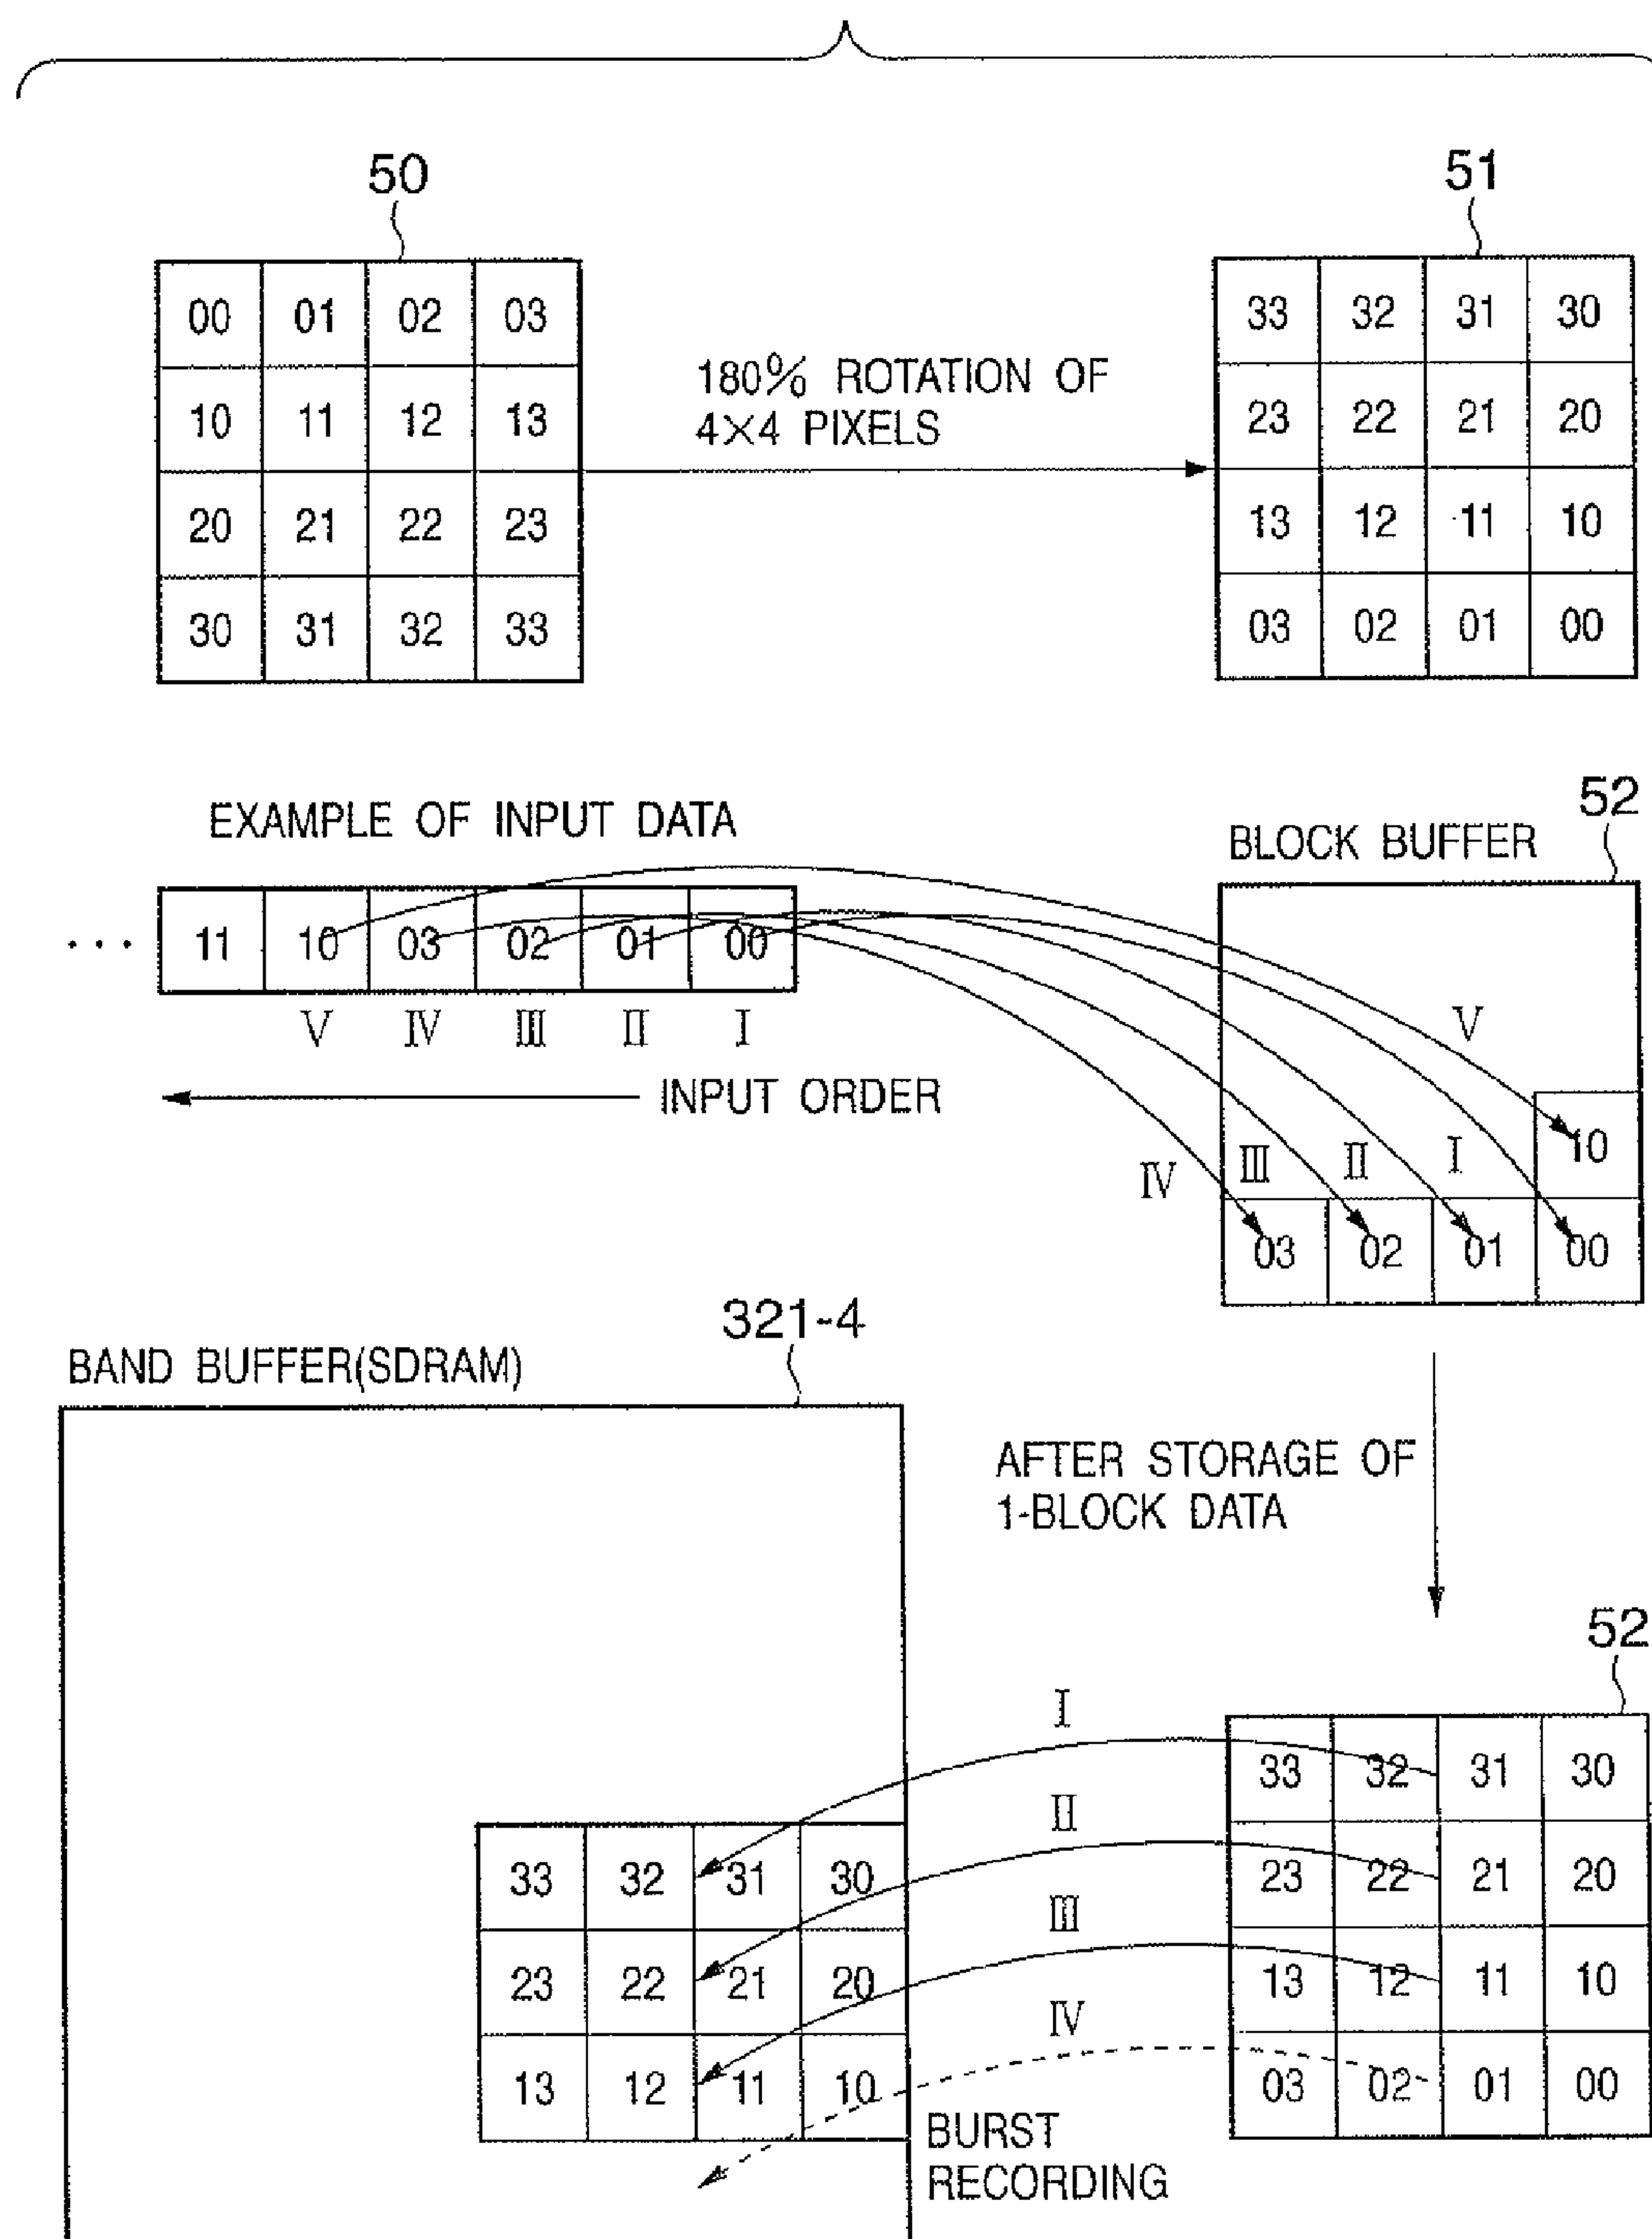 50
51
00 01 02 03
10 11 12 13
20 21 22 23
30 31 32 33
180% ROTATION OF
4×4 PIXELS
33 32 31 30
23 22 21 20
13 12 11 10
03 02 01 00
EXAMPLE OF INPUT DATA
... 11 10 03 02 01 00
V IV III II I
INPUT ORDER
52
BLOCK BUFFER
V
10
IV III II I
03 02 01 00
321-4
BAND BUFFER(SDRAM)
AFTER STORAGE OF
1-BLOCK DATA
52
I
II
III
IV
33 32 31 30
23 22 21 20
13 12 11 10
33 32 31 30
23 22 21 20
13 12 11 10
03 02 01 00
BURST
RECORDING